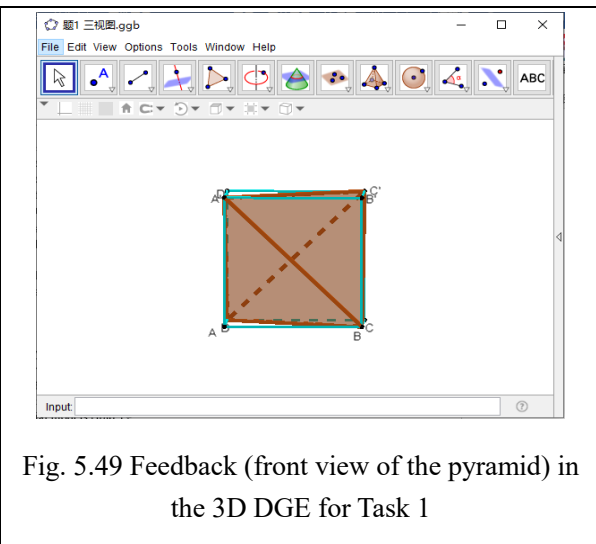 题1 三视图.ggb
File Edit View Options Tools Window Help
A
ABC
D' C'
A' B'
A D B C
Input:
Fig. 5.49 Feedback (front view of the pyramid) in
the 3D DGE for Task 1